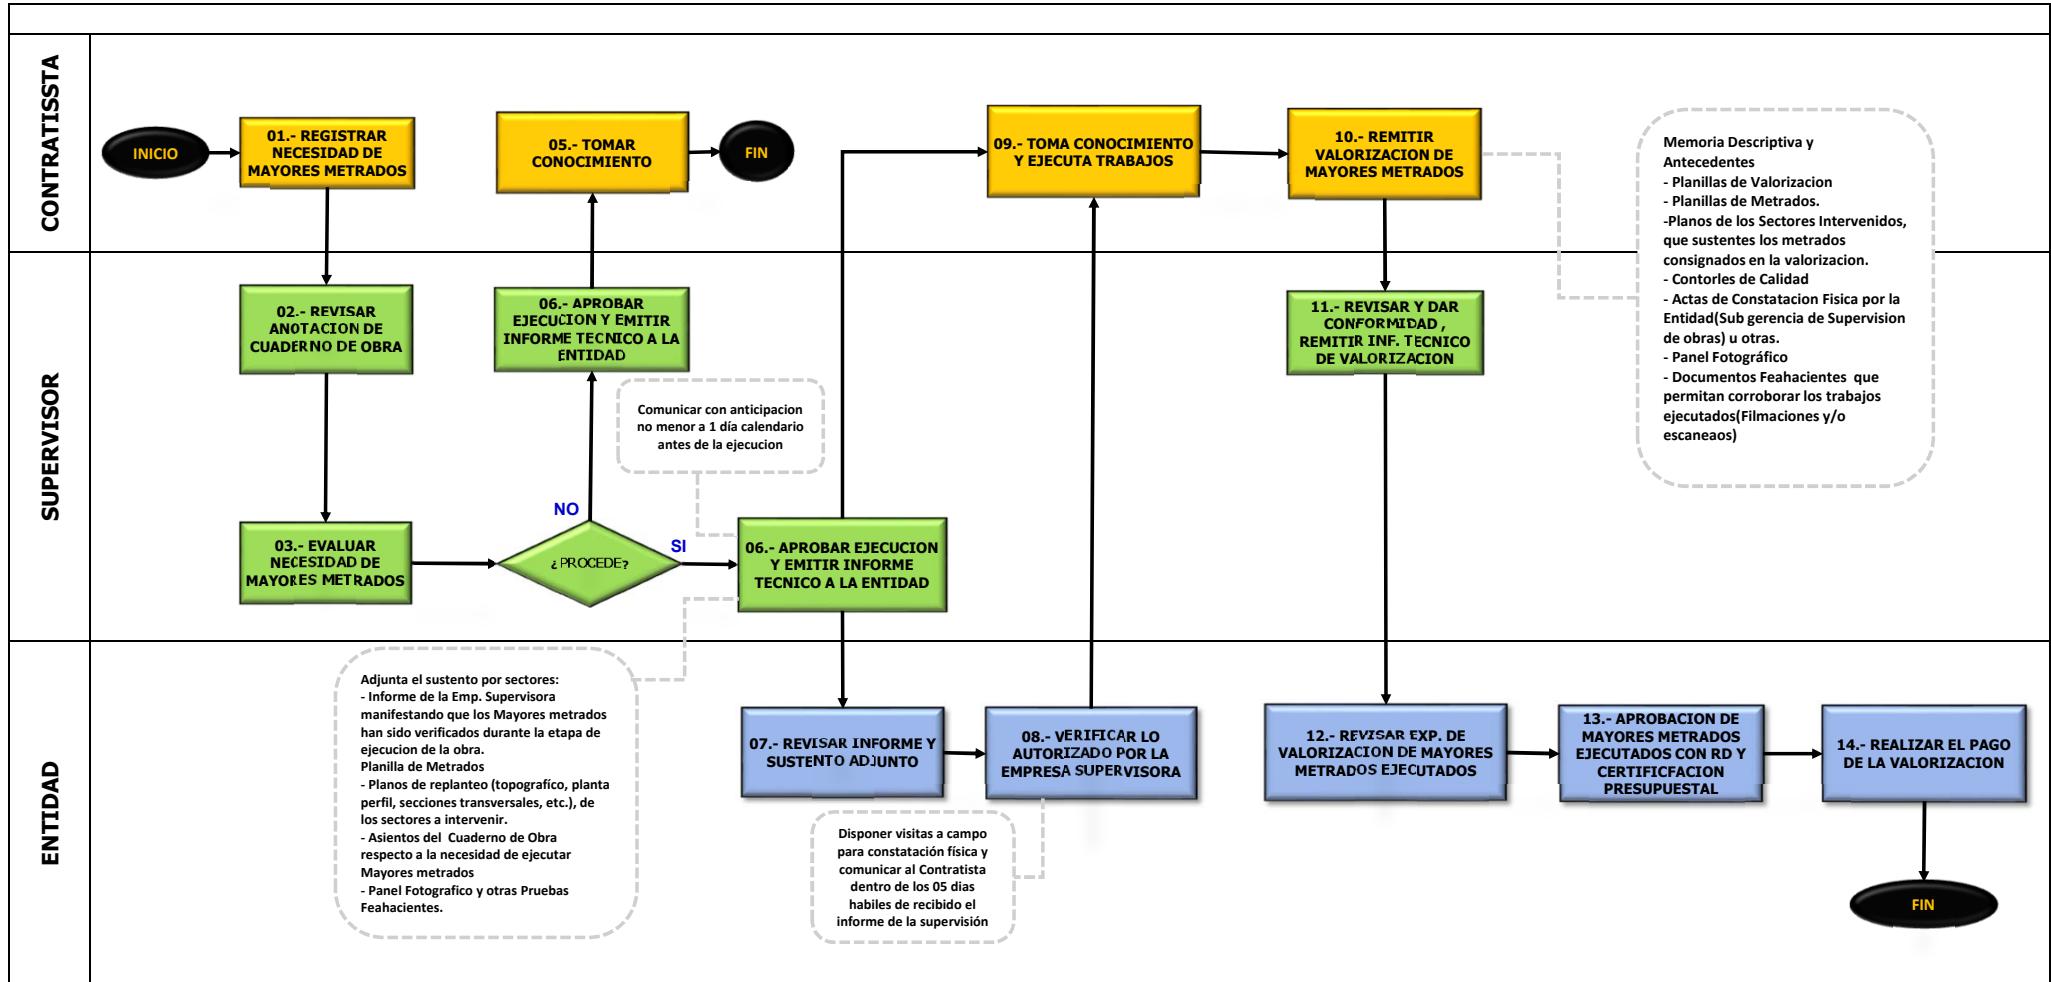 CONTRATISSTA
INICIO
01.- REGISTRAR
NECESIDAD DE
MAYORES METRADOS
05.- TOMAR
CONOCIMIENTO
FIN
09.- TOMA CONOCIMIENTO
Y EJECUTA TRABAJOS
10.- REMITIR
VALORIZACION DE
MAYORES METRADOS
Memoria Descriptiva y
Antecedentes
- Planillas de Valorizacion
- Planillas de Metrados.
-Planos de los Sectores Intervenidos,
que sustentes los metrados
consignados en la valorizacion.
- Contorles de Calidad
- Actas de Constatacion Fisica por la
Entidad(Sub gerencia de Supervision
de obras) u otras.
- Panel Fotográfico
- Documentos Feahacientes que
permitan corroborar los trabajos
ejecutados(Filmaciones y/o
escaneaos)
SUPERVISOR
02.- REVISAR
ANOTACION DE
CUADERNO DE OBRA
06.- APROBAR
EJECUCION Y EMITIR
INFORME TECNICO A LA
ENTIDAD
11.- REVISAR Y DAR
CONFORMIDAD ,
REMITIR INF. TECNICO
DE VALORIZACION
Comunicar con anticipacion
no menor a 1 día calendario
antes de la ejecucion
03.- EVALUAR
NECESIDAD DE
MAYORES METRADOS
¿PROCEDE?
NO
SI
06.- APROBAR EJECUCION
Y EMITIR INFORME
TECNICO A LA ENTIDAD
ENTIDAD
Adjunta el sustento por sectores:
- Informe de la Emp. Supervisora
manifestando que los Mayores metrados
han sido verificados durante la etapa de
ejecucion de la obra.
Planilla de Metrados
- Planos de replanteo (topografíco, planta
perfil, secciones transversales, etc.), de
los sectores a intervenir.
- Asientos del Cuaderno de Obra
respecto a la necesidad de ejecutar
Mayores metrados
- Panel Fotografico y otras Pruebas
Feahacientes.
07.- REVISAR INFORME Y
SUSTENTO ADJUNTO
08.- VERIFICAR LO
AUTORIZADO POR LA
EMPRESA SUPERVISORA
Disponer visitas a campo
para constatación física y
comunicar al Contratista
dentro de los 05 dias
habiles de recibido el
informe de la supervisión
12.- REVISAR EXP. DE
VALORIZACION DE MAYORES
METRADOS EJECUTADOS
13.- APROBACION DE
MAYORES METRADOS
EJECUTADOS CON RD Y
CERTIFICFACION
PRESUPUESTAL
14.- REALIZAR EL PAGO
DE LA VALORIZACION
FIN